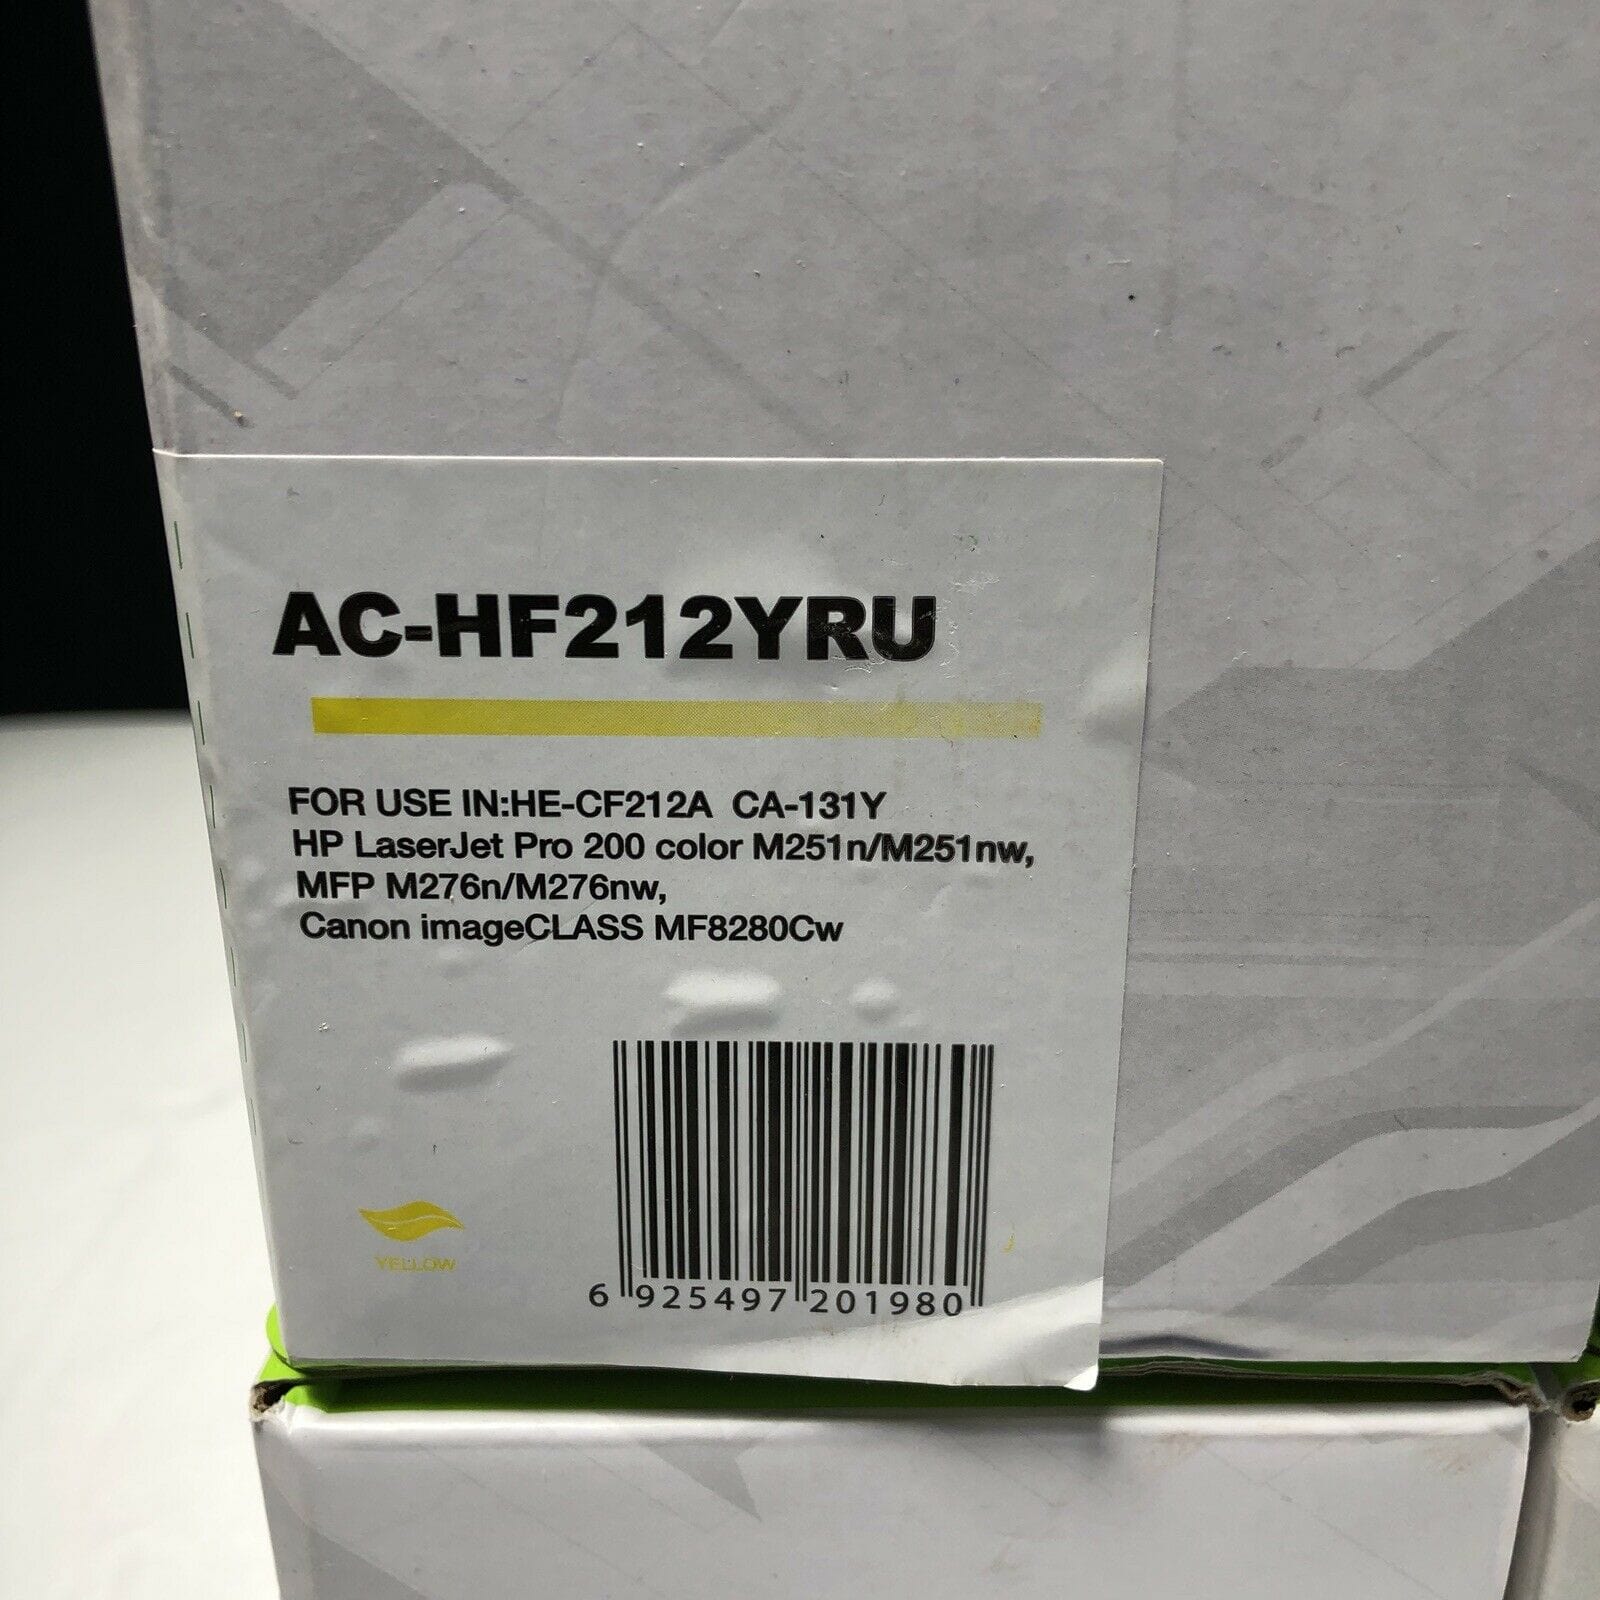 AC-HF212YRU
FOR USE IN:HE-CF212A CA-131Y
HP LaserJet Pro 200 color M251n/M251nw,
MFP M276n/M276nw,
Canon imageCLASS MF8280Cw
YELLOW
6 925497 201980